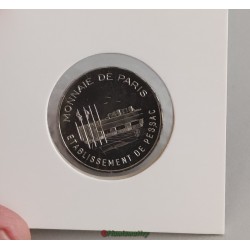 MONNAIE DE PARIS
ETABLISSEMENT DE PESSAC